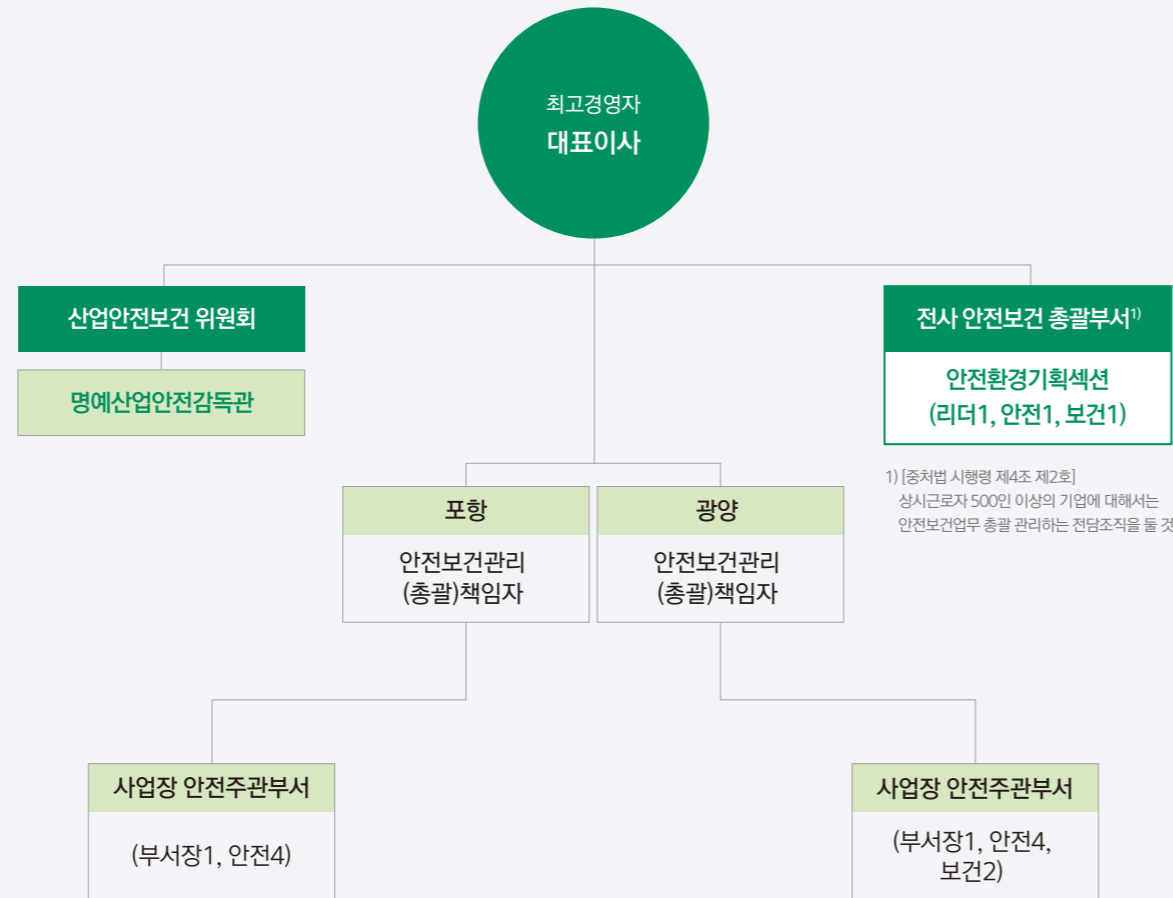 최고경영자
대표이사
산업안전보건 위원회
명예산업안전감독관
전사 안전보건 총괄부서1)
안전환경기획섹션
(리더1, 안전1, 보건1)
1) [중처법 시행령 제4조 제2호]
상시근로자 500인 이상의 기업에 대해서는
안전보건업무 총괄 관리하는 전담조직을 둘 것
포항
안전보건관리
(총괄)책임자
광양
안전보건관리
(총괄)책임자
사업장 안전주관부서
(부서장1, 안전4)
사업장 안전주관부서
(부서장1, 안전4,
보건2)